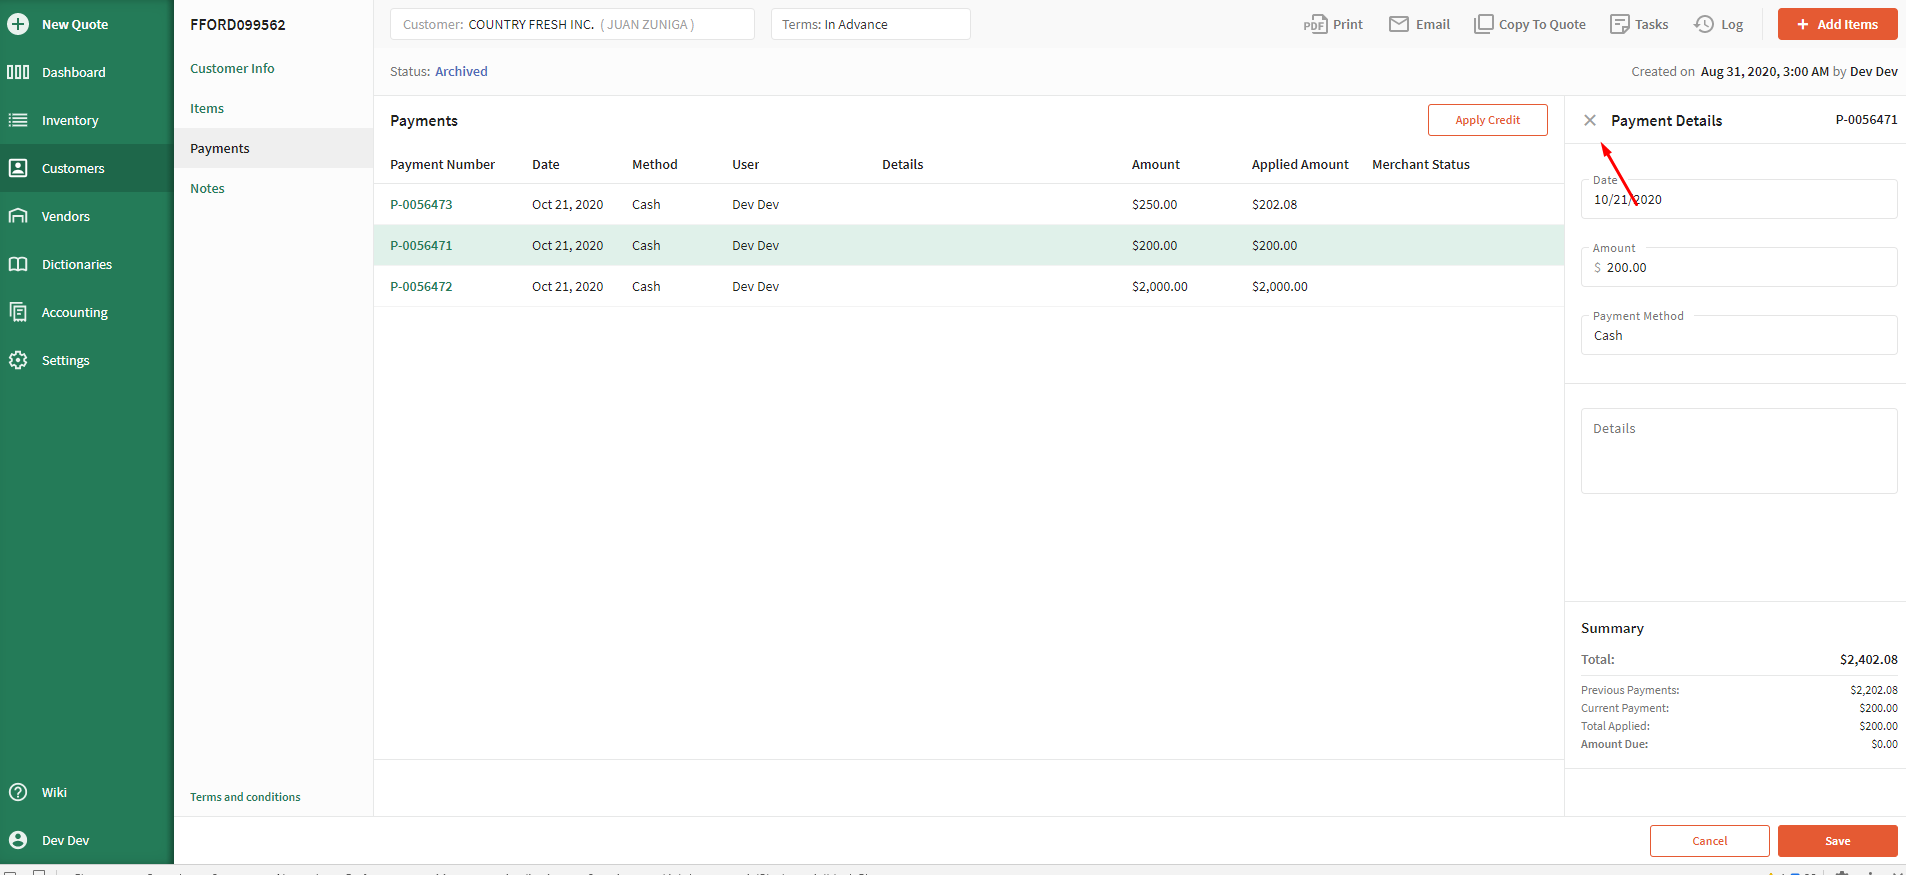 New Quote
Dashboard
Inventory
Customers
Vendors
Dictionaries
Accounting
Settings
Wiki
Dev Dev
FFORD099562
Customer Info
Items
Payments
Notes
Terms and conditions
Customer: COUNTRY FRESH INC. ( JUAN ZUNIGA )
Terms: In Advance
PDF Print
Email
Copy To Quote
Tasks
Log
+ Add Items
Status: Archived
Created on Aug 31, 2020, 3:00 AM by Dev Dev
Payments
Apply Credit
Payment Number Date Method User Details Amount Applied Amount Merchant Status
P-0056473 Oct 21, 2020 Cash Dev Dev $250.00 $202.08
P-0056471 Oct 21, 2020 Cash Dev Dev $200.00 $200.00
P-0056472 Oct 21, 2020 Cash Dev Dev $2,000.00 $2,000.00
Payment Details P-0056471
Date
10/21/2020
Amount
$ 200.00
Payment Method
Cash
Details
Summary
Total: $2,402.08
Previous Payments: $2,202.08
Current Payment: $200.00
Total Applied: $200.00
Amount Due: $0.00
Cancel
Save